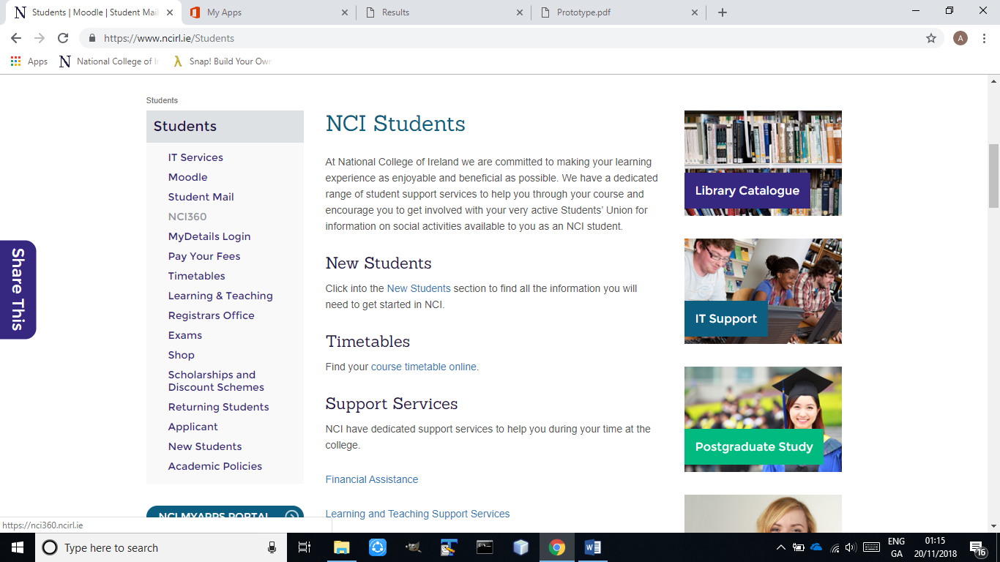 Students | Moodle | Student Mail
My Apps
Results
Prototype.pdf
https://www.ncirl.ie/Students
A
Apps
National College of Ir
Snap! Build Your Own
Students
Students
IT Services
Moodle
Student Mail
NCI360
MyDetails Login
Pay Your Fees
Timetables
Learning & Teaching
Registrars Office
Exams
Shop
Scholarships and
Discount Schemes
Returning Students
Applicant
New Students
Academic Policies
NCI MYAPPS PORTAL
Share This
NCI Students
At National College of Ireland we are committed to making your learning
experience as enjoyable and beneficial as possible. We have a dedicated
range of student support services to help you through your course and
encourage you to get involved with your very active Students’ Union for
information on social activities available to you as an NCI student.
New Students
Click into the New Students section to find all the information you will
need to get started in NCI.
Timetables
Find your course timetable online.
Support Services
NCI have dedicated support services to help you during your time at the
college.
Financial Assistance
Learning and Teaching Support Services
Library Catalogue
IT Support
Postgraduate Study
https://nci360.ncirl.ie
Type here to search
ENG
GA
01:15
20/11/2018
16